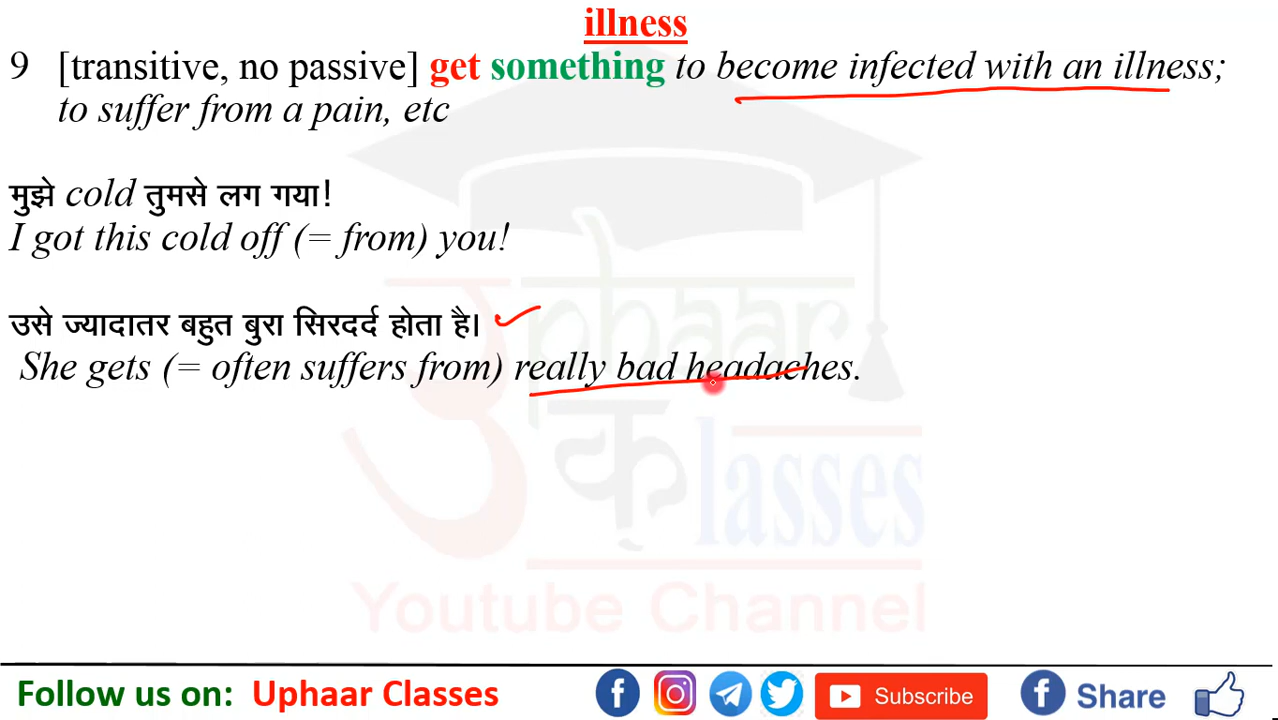 illness
9 [transitive, no passive] get something to become infected with an illness;
to suffer from a pain, etc
मुझे cold तुमसे लग गया!
I got this cold off (= from) you!
उसे ज्यादातर बहुत बुरा सिरदर्द होता है।
She gets (= often suffers from) really bad headaches.
उphaar
कlasses
Youtube Channel
Follow us on: Uphaar Classes
Subscribe
Share